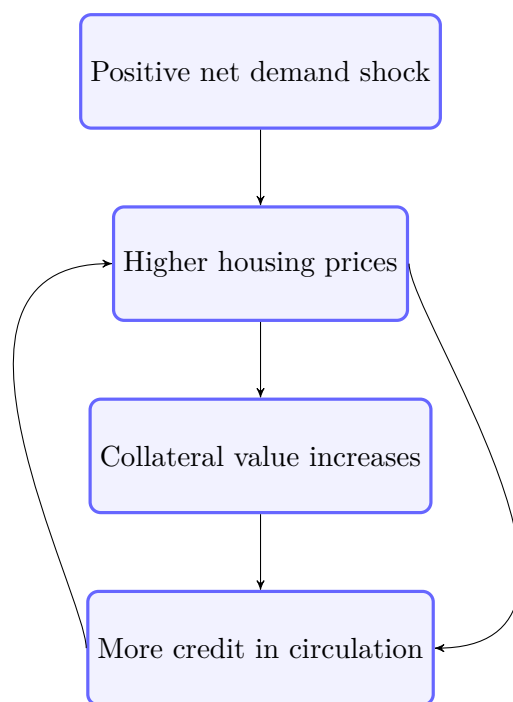 Positive net demand shock
Higher housing prices
Collateral value increases
More credit in circulation